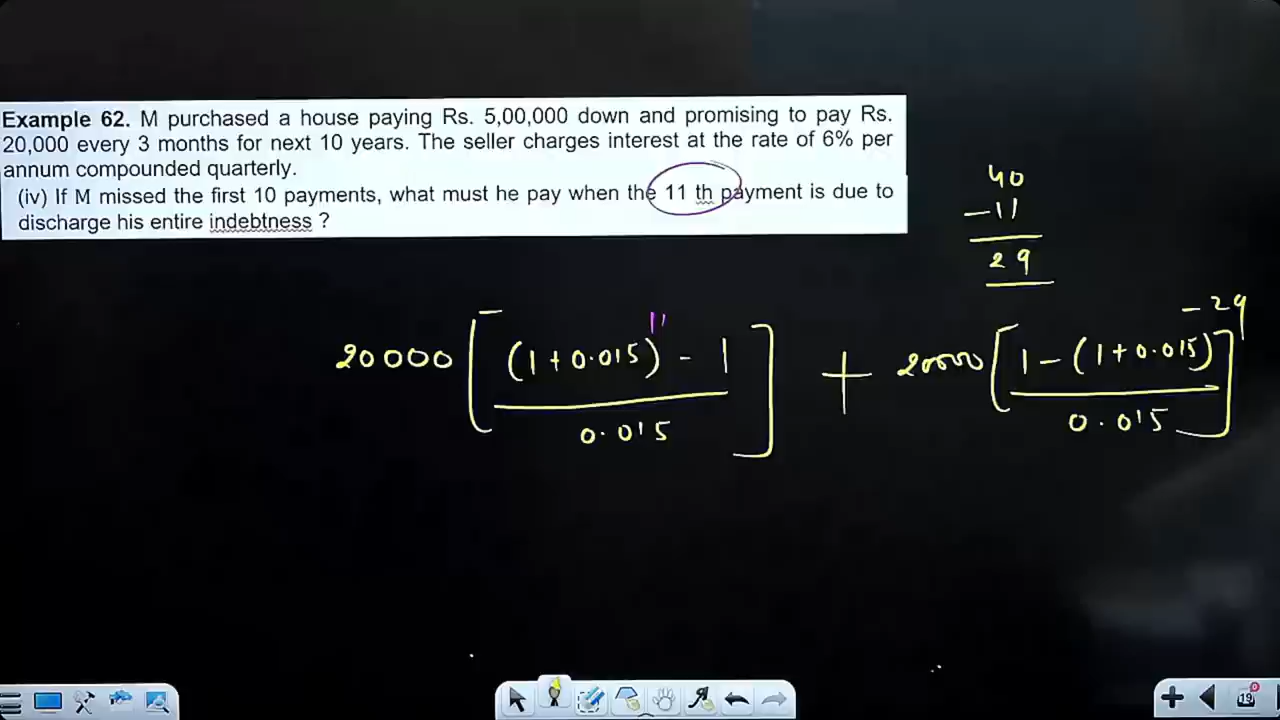 Example 62. M purchased a house paying Rs. 5,00,000 down and promising to pay Rs.
20,000 every 3 months for next 10 years. The seller charges interest at the rate of 6% per
annum compounded quarterly.
(iv) If M missed the first 10 payments, what must he pay when the 11 th payment is due to
discharge his entire indebtness ?
40
-11
29
20000 [ (1+0.015)^11 - 1 / 0.015 ] + 20000 [ 1-(1+0.015)^-29 / 0.015 ]
19